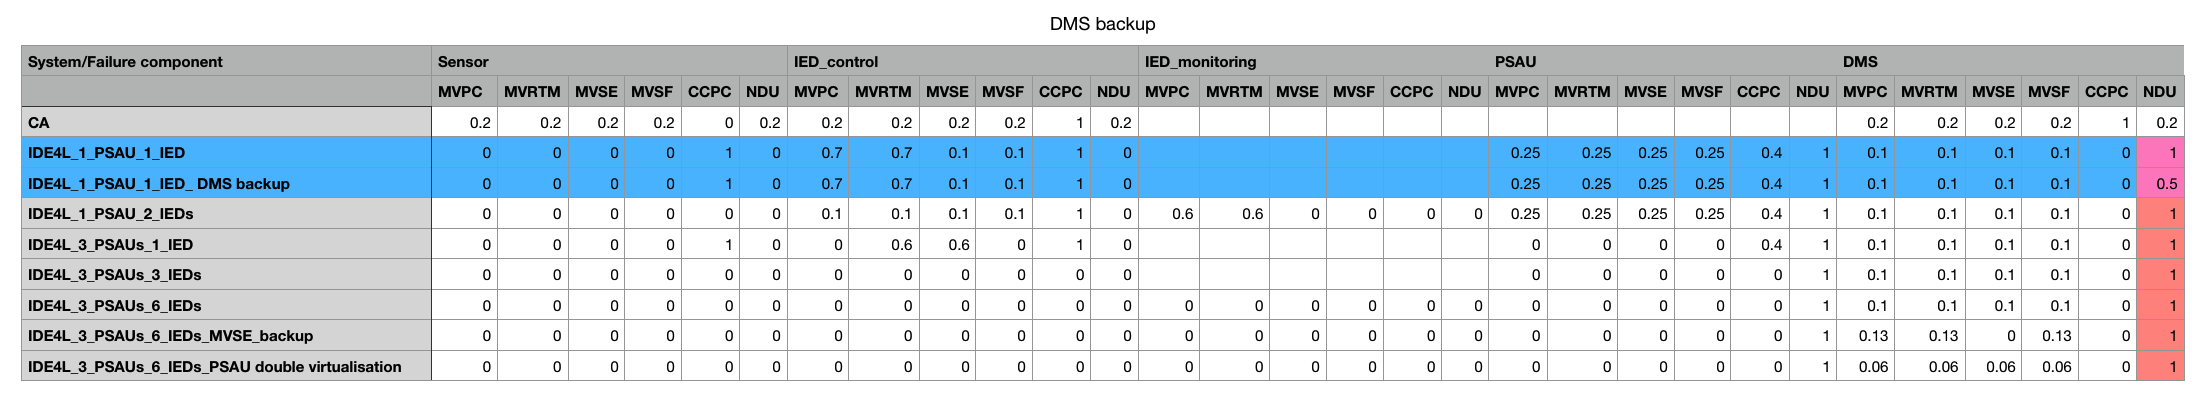 DMS backup
System/Failure component Sensor IED_control IED_monitoring PSAU DMS
MVPC MVRTM MVSE MVSF CCPC NDU MVPC MVRTM MVSE MVSF CCPC NDU MVPC MVRTM MVSE MVSF CCPC NDU MVPC MVRTM MVSE MVSF CCPC NDU MVPC MVRTM MVSE MVSF CCPC NDU
CA 0.2 0.2 0.2 0.2 0 0.2 0.2 0.2 0.2 0.2 1 0.2 0.2 0.2 0.2 0.2 1 0.2
IDE4L_1_PSAU_1_IED 0 0 0 0 1 0 0.7 0.7 0.1 0.1 1 0 0.25 0.25 0.25 0.25 0.4 1 0.1 0.1 0.1 0.1 0 1
IDE4L_1_PSAU_1_IED_ DMS backup 0 0 0 0 1 0 0.7 0.7 0.1 0.1 1 0 0.25 0.25 0.25 0.25 0.4 1 0.1 0.1 0.1 0.1 0 0.5
IDE4L_1_PSAU_2_IEDs 0 0 0 0 0 0 0.1 0.1 0.1 0.1 1 0 0.6 0.6 0 0 0 0 0.25 0.25 0.25 0.25 0.4 1 0.1 0.1 0.1 0.1 0 1
IDE4L_3_PSAUs_1_IED 0 0 0 0 1 0 0 0.6 0.6 0 1 0 0 0 0 0 0.4 1 0.1 0.1 0.1 0.1 0 1
IDE4L_3_PSAUs_3_IEDs 0 0 0 0 0 0 0 0 0 0 0 0 0 0 0 0 0 1 0.1 0.1 0.1 0.1 0 1
IDE4L_3_PSAUs_6_IEDs 0 0 0 0 0 0 0 0 0 0 0 0 0 0 0 0 0 0 0 0 0 0 0 1 0.1 0.1 0.1 0.1 0 1
IDE4L_3_PSAUs_6_IEDs_MVSE_backup 0 0 0 0 0 0 0 0 0 0 0 0 0 0 0 0 0 0 0 0 0 0 0 1 0.13 0.13 0 0.13 0 1
IDE4L_3_PSAUs_6_IEDs_PSAU double virtualisation 0 0 0 0 0 0 0 0 0 0 0 0 0 0 0 0 0 0 0 0 0 0 0 1 0.06 0.06 0.06 0.06 0 1